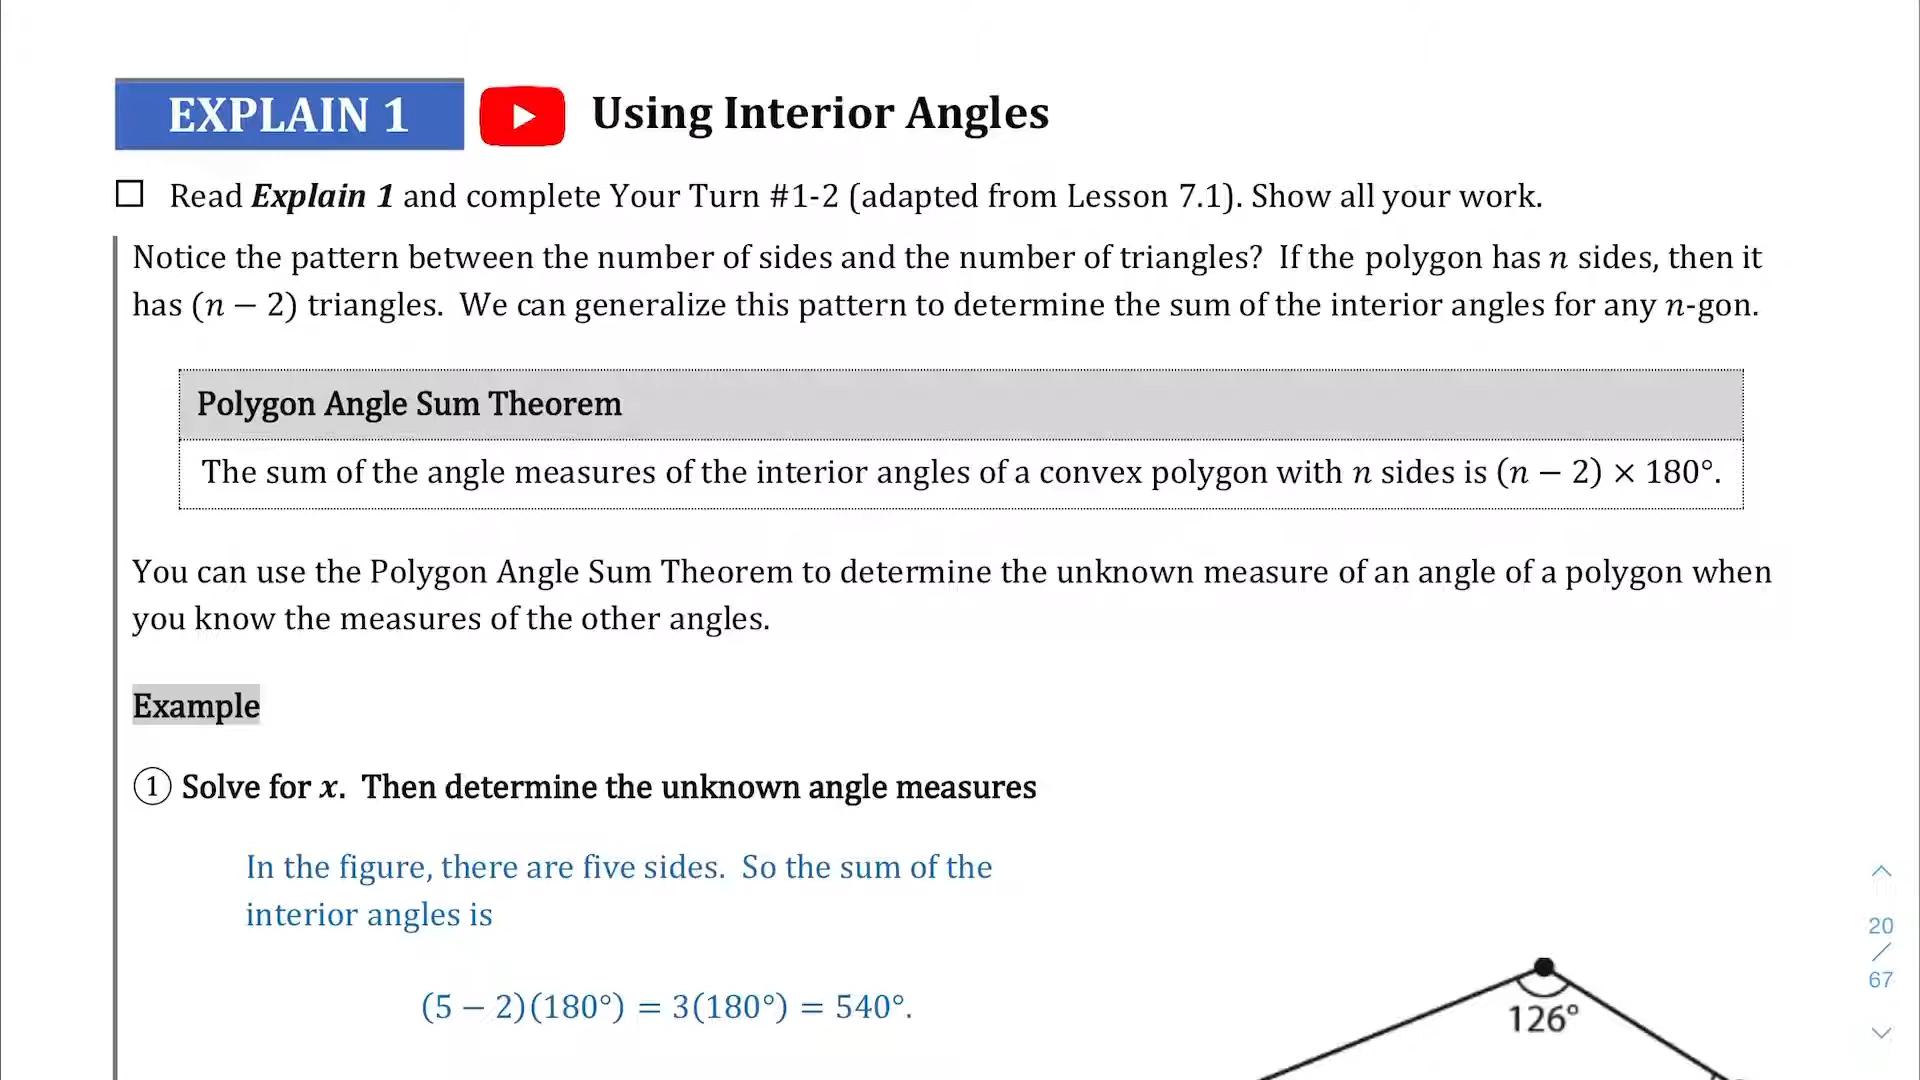 EXPLAIN 1 Using Interior Angles
Read Explain 1 and complete Your Turn #1-2 (adapted from Lesson 7.1). Show all your work.
Notice the pattern between the number of sides and the number of triangles? If the polygon has n sides, then it
has (n − 2) triangles. We can generalize this pattern to determine the sum of the interior angles for any n-gon.
Polygon Angle Sum Theorem
The sum of the angle measures of the interior angles of a convex polygon with n sides is (n − 2) × 180°.
You can use the Polygon Angle Sum Theorem to determine the unknown measure of an angle of a polygon when
you know the measures of the other angles.
Example
① Solve for x. Then determine the unknown angle measures
In the figure, there are five sides. So the sum of the
interior angles is
(5 − 2)(180°) = 3(180°) = 540°.
126°
20
/
67